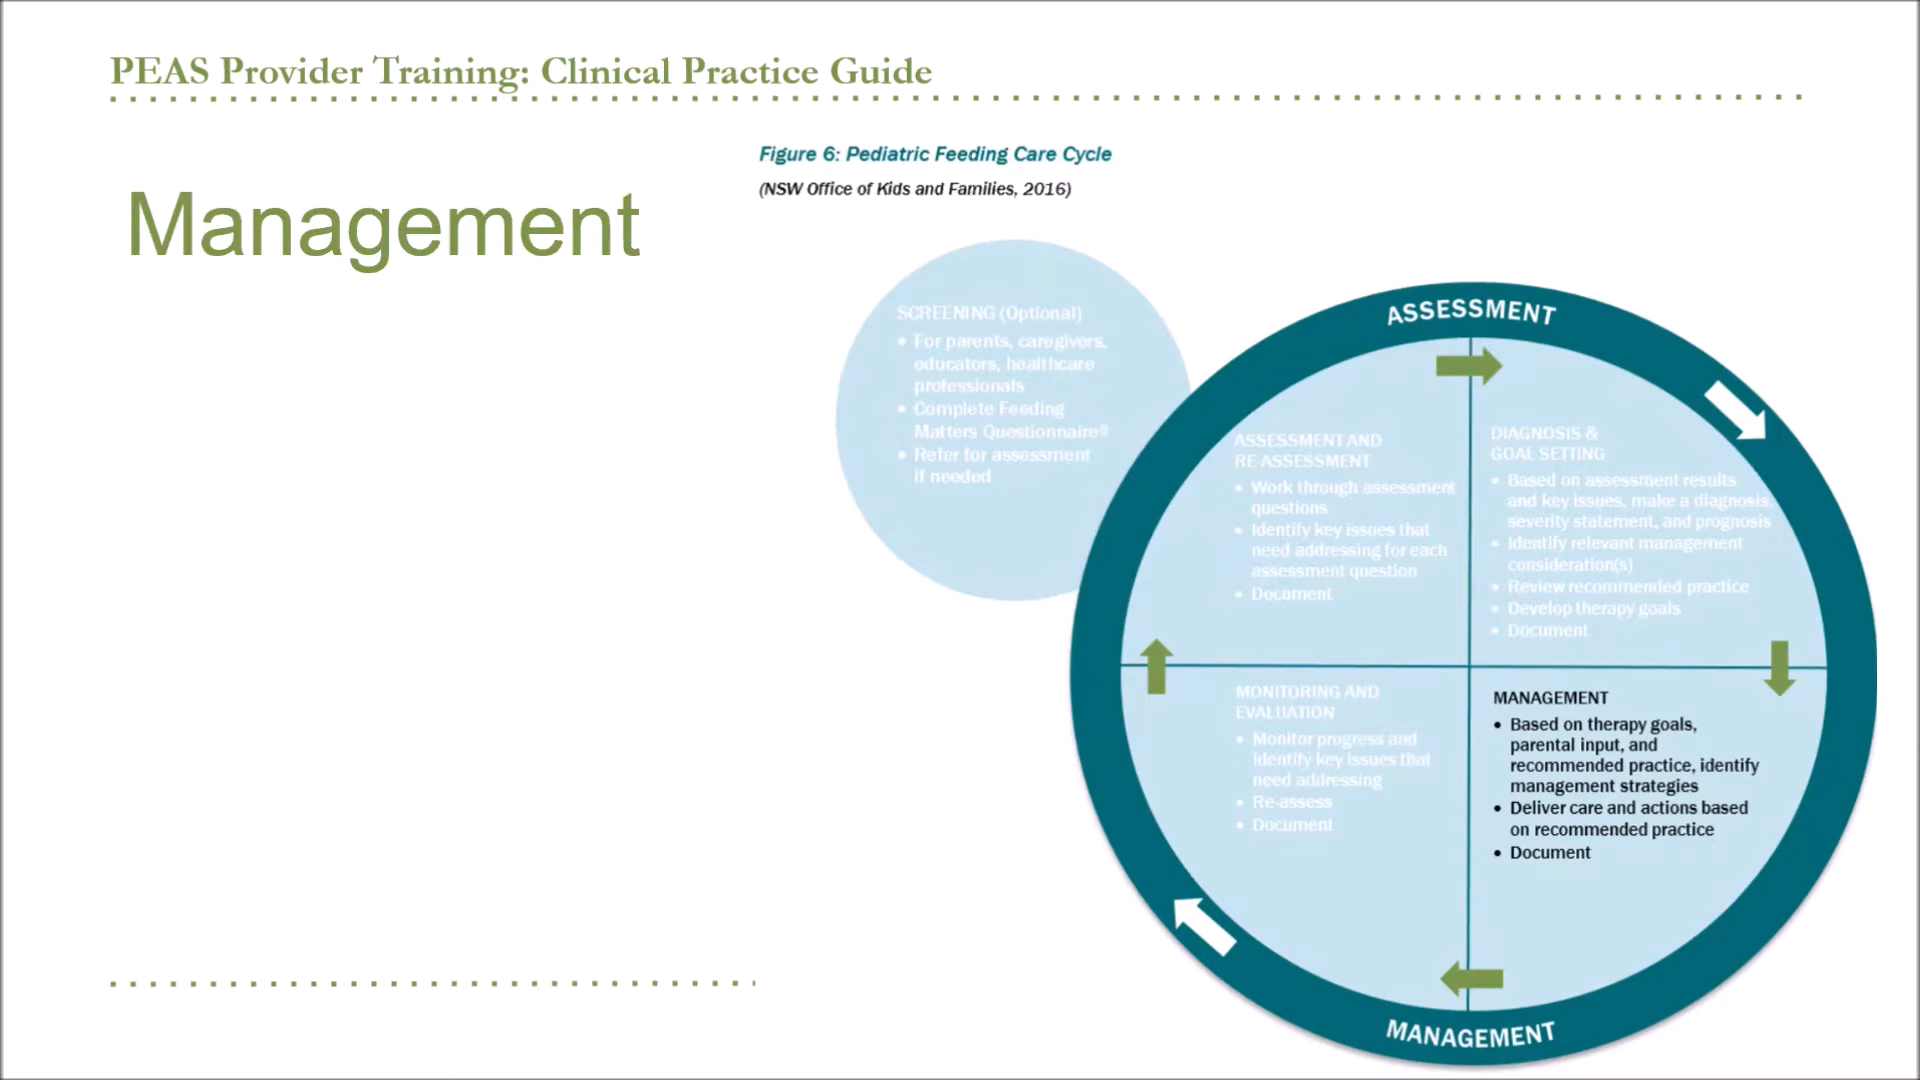 PEAS Provider Training: Clinical Practice Guide
Management
Figure 6: Pediatric Feeding Care Cycle
(NSW Office of Kids and Families, 2016)
SCREENING (Optional)
• For parents, caregivers,
educators, healthcare
professionals
• Complete Feeding
Matters Questionnaire®
• Refer for assessment
if needed
ASSESSMENT
ASSESSMENT AND
RE-ASSESSMENT
• Work through assessment
questions
• Identify key issues that
need addressing for each
assessment question
• Document
DIAGNOSIS &
GOAL SETTING
• Based on assessment results
and key issues, make a diagnosis,
severity statement, and prognosis
• Identify relevant management
consideration(s)
• Review recommended practice
• Develop therapy goals
• Document
MONITORING AND
EVALUATION
• Monitor progress and
identify key issues that
need addressing
• Re-assess
• Document
MANAGEMENT
• Based on therapy goals,
parental input, and
recommended practice, identify
management strategies
• Deliver care and actions based
on recommended practice
• Document
MANAGEMENT